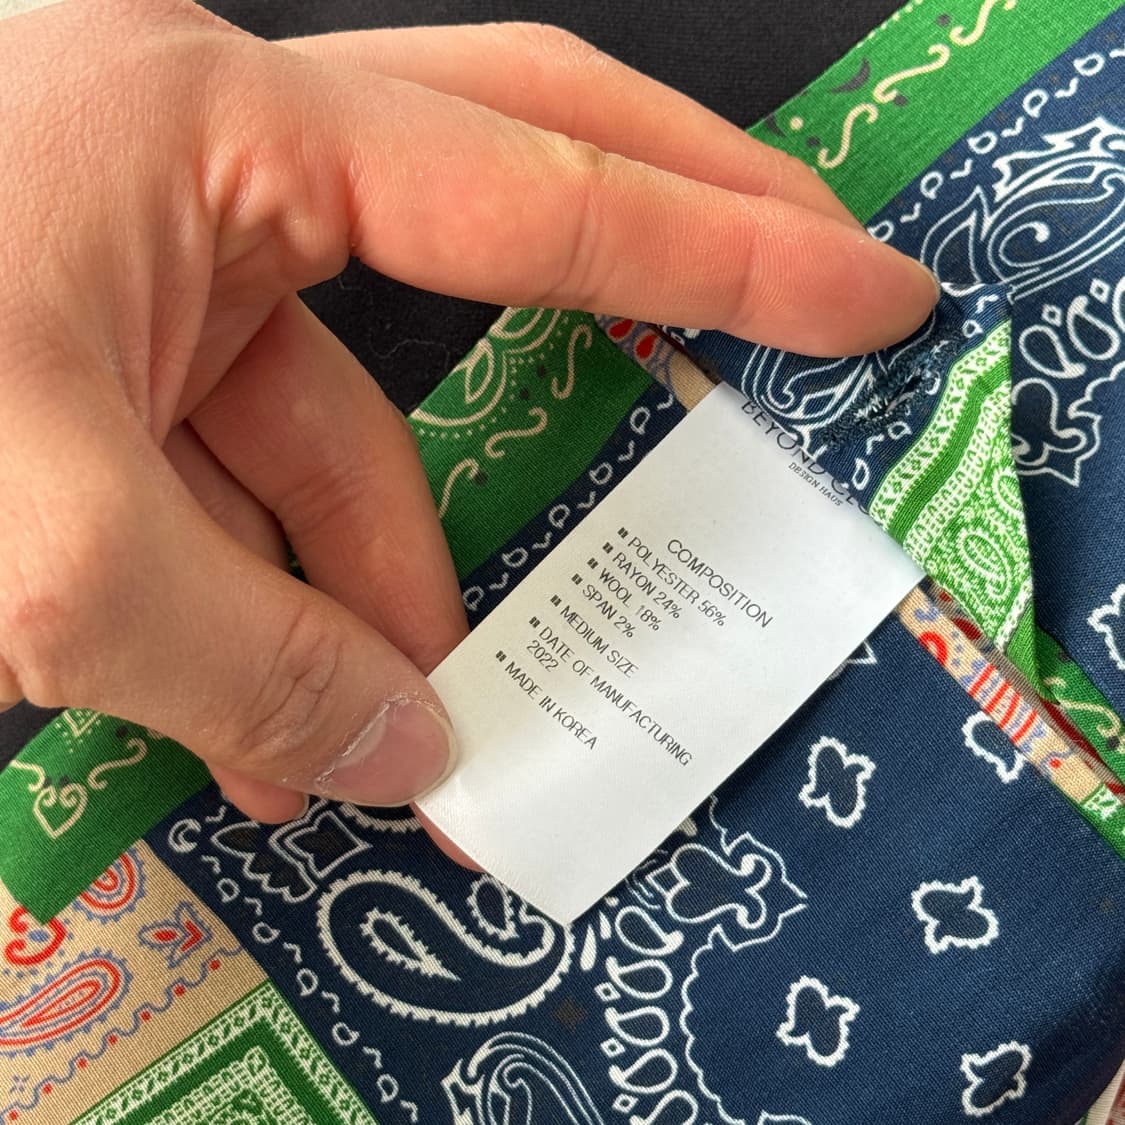 BEYOND
DESIGN HAUS
COMPOSITION
" POLYESTER 56%
" RAYON 24%
" WOOL 18%
" SPAN 2%
" MEDIUM SIZE
" DATE OF MANUFACTURING
2022
" MADE IN KOREA